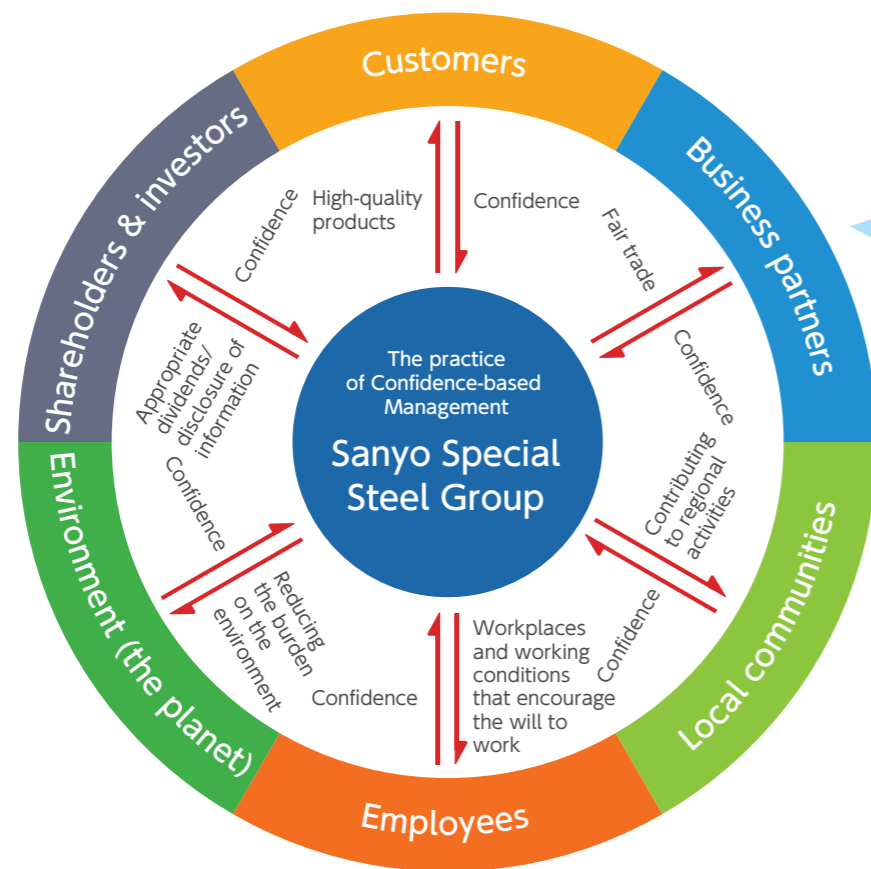 Customers
Business partners
Local communities
Employees
Environment (the planet)
Shareholders & investors
High-quality
products
Confidence
Fair trade
Confidence
Contributing
to regional
activities
Confidence
Workplaces
and working
conditions
that encourage
the will to
work
Confidence
Reducing
the burden
on the
environment
Confidence
Appropriate
dividends/
disclosure of
information
Confidence
The practice
of Confidence-based
Management
Sanyo Special
Steel Group